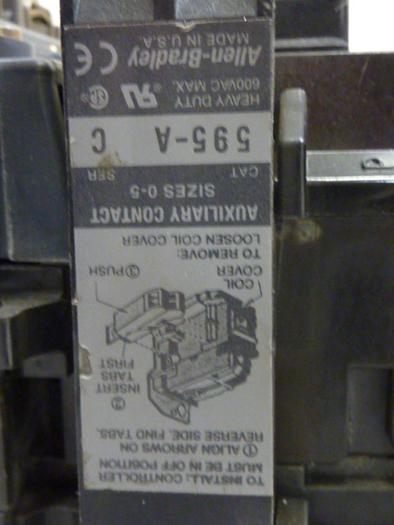 TO INSTALL, CONTROLLER
MUST BE IN OFF POSITION
① ALIGN ARROWS ON
REVERSE SIDE, FIND TABS.
②
INSERT
TABS
FIRST
COIL
COVER
③ PUSH
TO REMOVE:
LOOSEN COIL COVER
AUXILIARY CONTACT
SIZES 0-5
CAT SER
595-A C
HEAVY DUTY
600VAC MAX.
Allen-Bradley CE
MADE IN U.S.A.